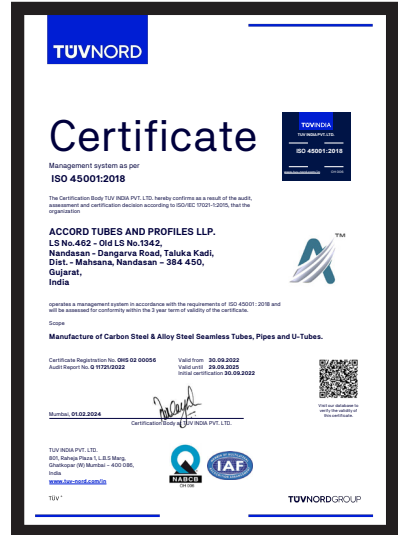 TÜVNORD
Certificate
Management system as per
ISO 45001:2018
TÜVINDIA
TUV INDIA PVT. LTD.
ISO 45001:2018
The Certification Body TUV INDIA PVT. LTD. hereby confirms as a result of the audit,
assessment and certification decision according to ISO/IEC 17021-1:2015, that the
organization
ACCORD TUBES AND PROFILES LLP.
LS No.462 - Old LS No.1342,
Nandasan - Dangarva Road, Taluka Kadi,
Dist. - Mahsana, Nandasan - 384 450,
Gujarat,
India
TM
operates a management system in accordance with the requirements of ISO 45001 : 2018 and
will be assessed for conformity within the 3 year term of validity of the certificate.
Scope
Manufacture of Carbon Steel & Alloy Steel Seamless Tubes, Pipes and U-Tubes.
Certificate Registration No. OHS 02 00056
Audit Report No. Q 11721/2022
Valid from 30.09.2022
Valid until 29.09.2025
Initial certification 30.09.2022
Visit our database to
verify the validity of
this certificate.
Mumbai, 01.02.2024
Certification Body at TUV INDIA PVT. LTD.
TUV INDIA PVT. LTD.
801, Raheja Plaza 1, L.B.S Marg,
Ghatkopar (W) Mumbai - 400 086,
India
www.tuv-nord.com/in
NABCB
IAF
TÜV ®
TÜVNORDGROUP